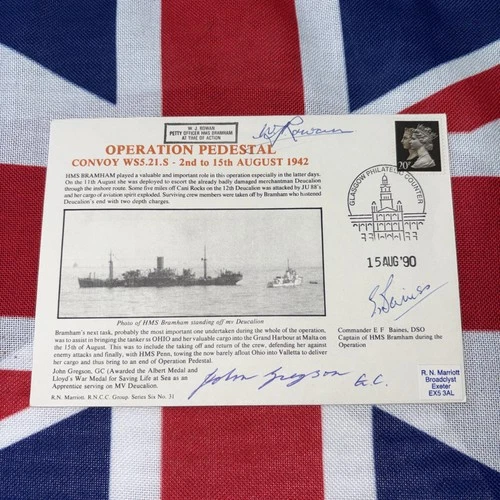 W. J. ROWAN
PETTY OFFICER HMS BRAMHAM
AT TIME OF ACTION
W Rowan
OPERATION PEDESTAL
CONVOY WS5.21.S - 2nd to 15th AUGUST 1942
HMS BRAMHAM played a valuable and important role in this operation especially in the latter days.
On the 11th August she was deployed to escort the already badly damaged merchantman Deucalion
through the inshore route. Some five miles off Cani Rocks on the 12th Deucalion was attacked by JU 88's
and her cargo of aviation spirit exploded. Surviving crew members were taken off by Bramham who hastened
Deucalion's end with two depth charges.
Photo of HMS Bramham standing off mv Deucalion
Bramham's next task, probably the most important one undertaken during the whole of the operation,
was to assist in bringing the tanker ss OHIO and her valuable cargo into the Grand Harbour at Malta on
the 15th of August. This was to include the taking off and return of the crew, defending her against
enemy attacks and finally, with HMS Penn, towing the now barely afloat Ohio into Valletta to deliver
her cargo and thus bring to an end of Operation Pedestal.
John Gregson, GC (Awarded the Albert Medal and
Lloyd's War Medal for Saving Life at Sea as an
Apprentice serving on MV Deucalion.
R.N. Marriott. R.N.C.C. Group. Series Six No. 31
John Gregson G.C.
20P
GLASGOW PHILATELIC COUNTER
15 AUG '90
E Baines
Commander E F Baines, DSO
Captain of HMS Bramham during the
Operation.
R. N. Marriott
Broadclyst
Exeter
EX5 3AL